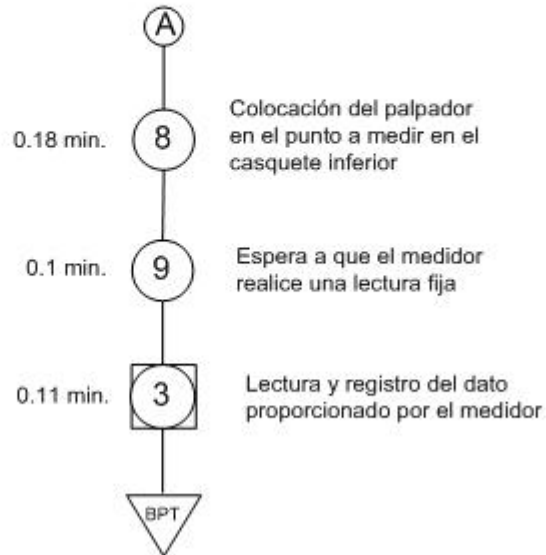 A
0.18 min.
8
Colocación del palpador
en el punto a medir en el
casquete inferior
0.1 min.
9
Espera a que el medidor
realice una lectura fija
0.11 min.
3
Lectura y registro del dato
proporcionado por el medidor
BPT